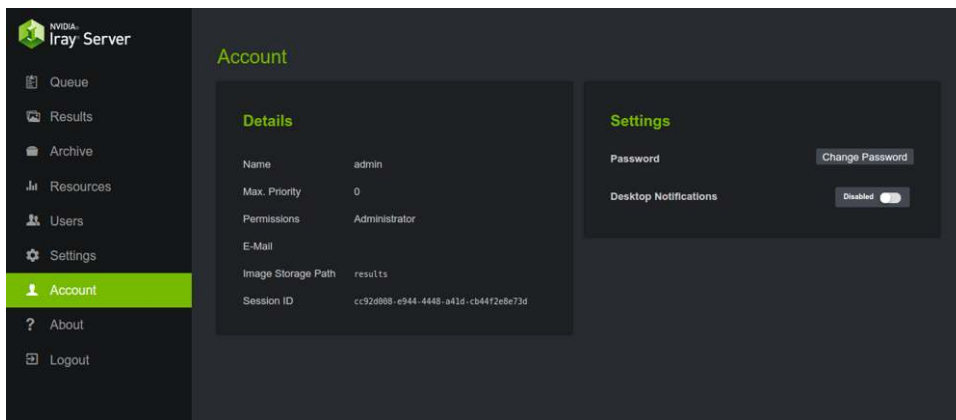 NVIDIA.
Iray® Server
Queue
Results
Archive
Resources
Users
Settings
Account
? About
Logout
Account
Details
Name admin
Max. Priority 0
Permissions Administrator
E-Mail
Image Storage Path results
Session ID cc92d008-e944-4448-a41d-cb44f2e8e73d
Settings
Password Change Password
Desktop Notifications Disabled